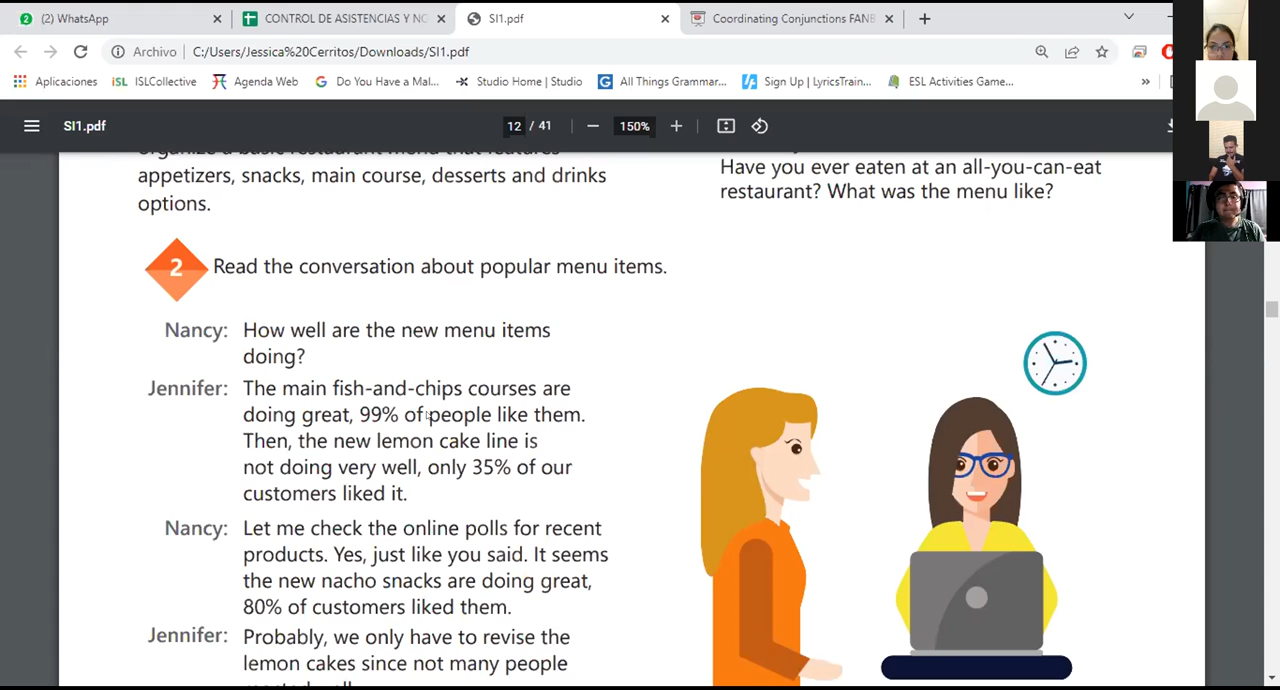 (2) WhatsApp
CONTROL DE ASISTENCIAS Y NO
SI1.pdf
Coordinating Conjunctions FANB
Archivo
C:/Users/Jessica%20Cerritos/Downloads/SI1.pdf
Aplicaciones
iSL ISLCollective
Agenda Web
Do You Have a Mal...
Studio Home | Studio
All Things Grammar...
Sign Up | LyricsTrain...
ESL Activities Game...
SI1.pdf
12 / 41
150%
organize a basic restaurant menu that features
appetizers, snacks, main course, desserts and drinks
options.
Have you ever eaten at an all-you-can-eat
restaurant? What was the menu like?
2 Read the conversation about popular menu items.
Nancy: How well are the new menu items
doing?
Jennifer: The main fish-and-chips courses are
doing great, 99% of people like them.
Then, the new lemon cake line is
not doing very well, only 35% of our
customers liked it.
Nancy: Let me check the online polls for recent
products. Yes, just like you said. It seems
the new nacho snacks are doing great,
80% of customers liked them.
Jennifer: Probably, we only have to revise the
lemon cakes since not many people